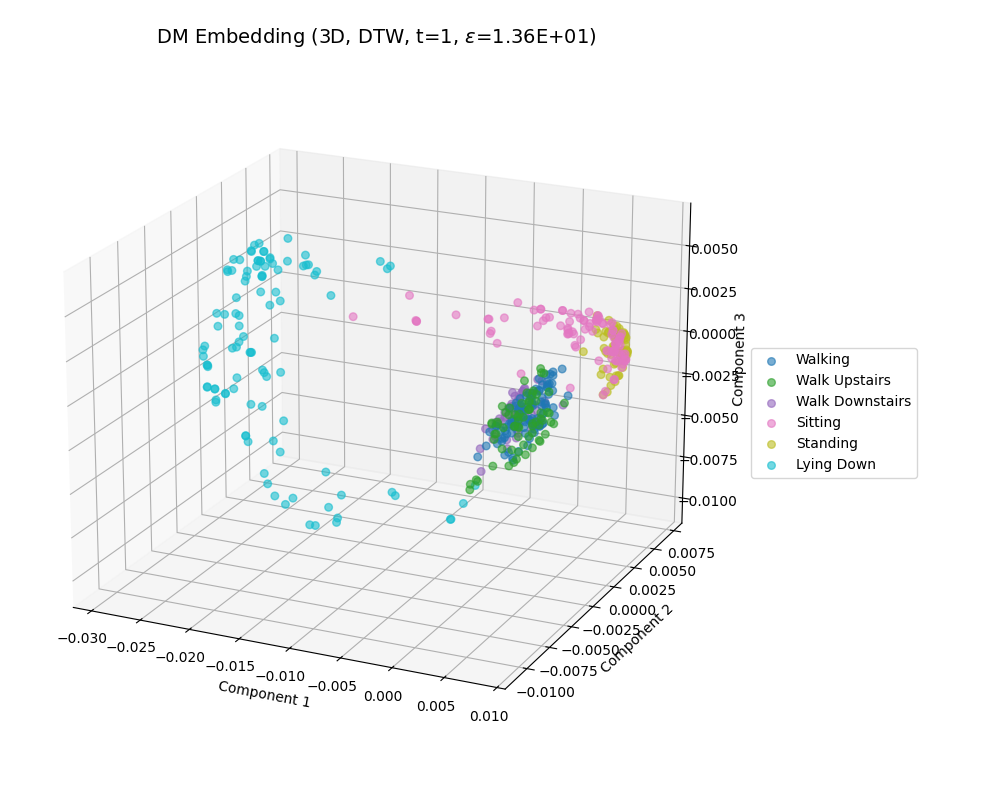 DM Embedding (3D, DTW, t=1, ε=1.36E+01)
0.0050
0.0025
0.0000
−0.0025
−0.0050
−0.0075
−0.0100
Component 3
Walking
Walk Upstairs
Walk Downstairs
Sitting
Standing
Lying Down
0.0075
0.0050
0.0025
0.0000
−0.0025
−0.0050
−0.0075
−0.0100
Component 2
−0.030
−0.025
−0.020
−0.015
−0.010
−0.005
0.000
0.005
0.010
Component 1